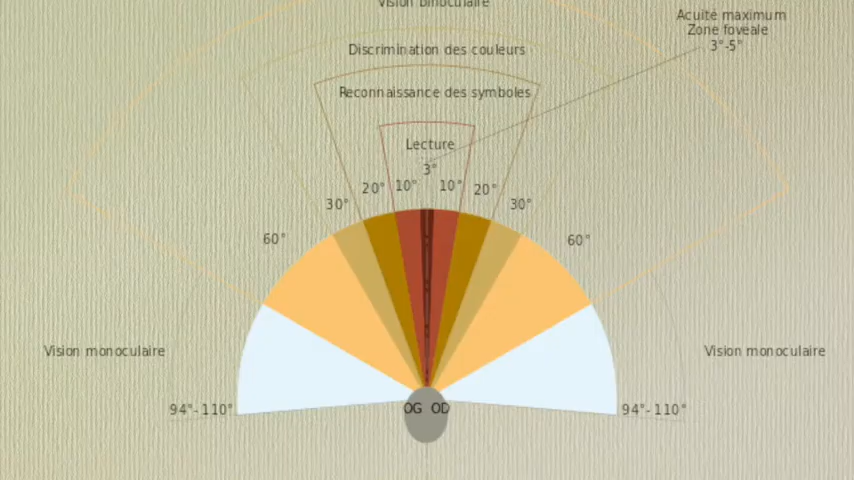 Vision binoculaire
Acuité maximum
Zone fovéale
3°-5°
Discrimination des couleurs
Reconnaissance des symboles
Lecture
3°
20° 10° 10° 20°
30° 30°
60° 60°
Vision monoculaire Vision monoculaire
94°- 110° OG OD 94°- 110°